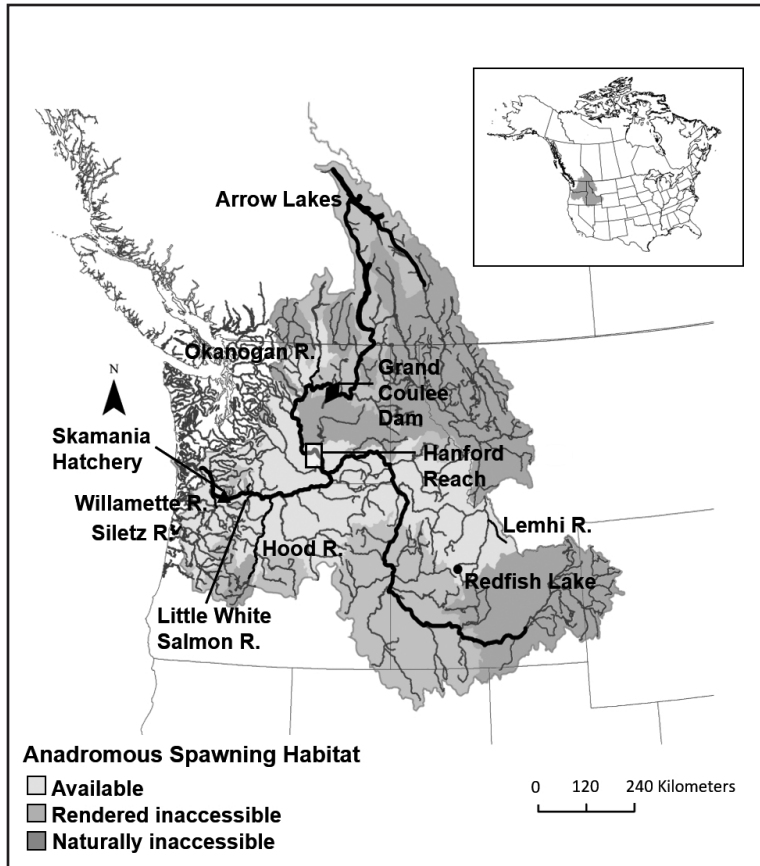 Arrow Lakes
Okanogan R.
N
Grand
Coulee
Dam
Skamania
Hatchery
Hanford
Reach
Willamette R.
Siletz R.
Lemhi R.
Hood R.
Redfish Lake
Little White
Salmon R.
Anadromous Spawning Habitat
Available
Rendered inaccessible
Naturally inaccessible
0 120 240 Kilometers